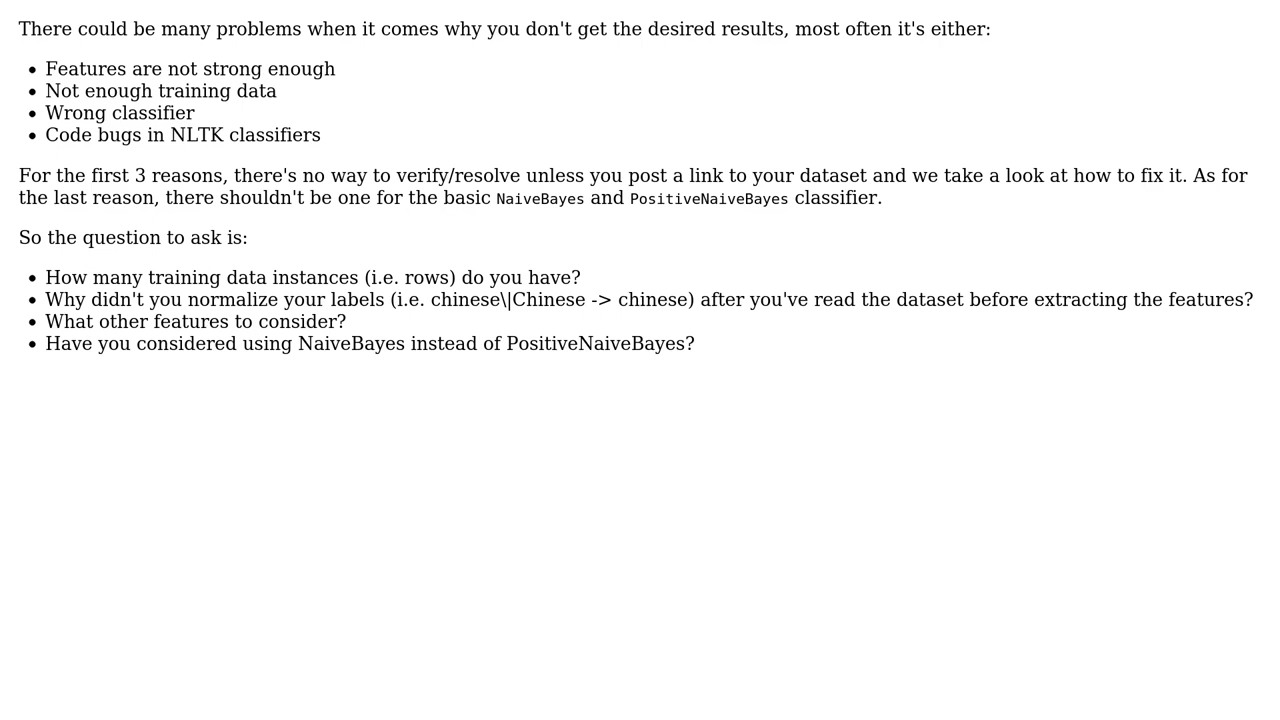 There could be many problems when it comes why you don't get the desired results, most often it's either:
• Features are not strong enough
• Not enough training data
• Wrong classifier
• Code bugs in NLTK classifiers
For the first 3 reasons, there's no way to verify/resolve unless you post a link to your dataset and we take a look at how to fix it. As for
the last reason, there shouldn't be one for the basic NaiveBayes and PositiveNaiveBayes classifier.
So the question to ask is:
• How many training data instances (i.e. rows) do you have?
• Why didn't you normalize your labels (i.e. chinese\|Chinese -> chinese) after you've read the dataset before extracting the features?
• What other features to consider?
• Have you considered using NaiveBayes instead of PositiveNaiveBayes?